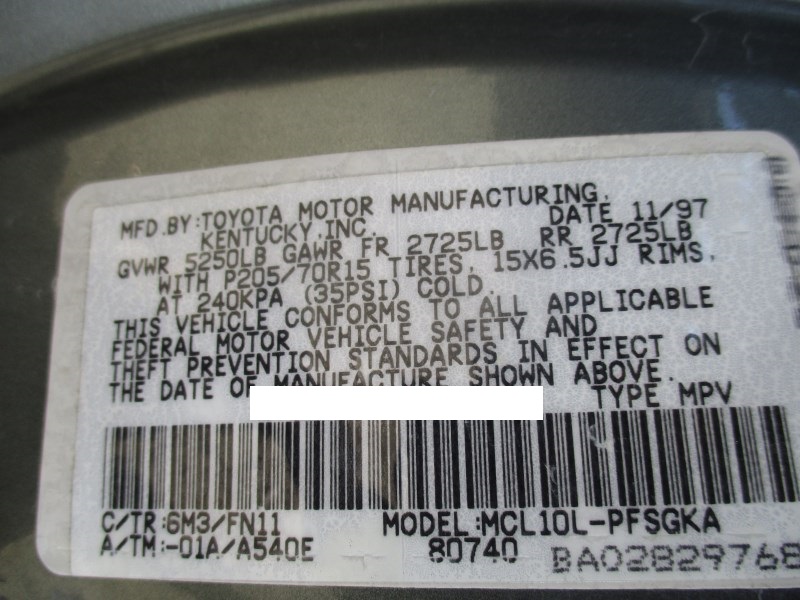 MFD.BY:TOYOTA MOTOR MANUFACTURING,
KENTUCKY,INC. DATE 11/97
GVWR 5250LB GAWR FR 2725LB RR 2725LB
WITH P205/70R15 TIRES, 15X6.5JJ RIMS,
AT 240KPA (35PSI) COLD.
THIS VEHICLE CONFORMS TO ALL APPLICABLE
FEDERAL MOTOR VEHICLE SAFETY AND
THEFT PREVENTION STANDARDS IN EFFECT ON
THE DATE OF MANUFACTURE SHOWN ABOVE.
TYPE MPV
C/TR:6M3/FN11 MODEL:MCL10L-PFSGKA
A/TM:-01A/A540E 80740 BA02829768